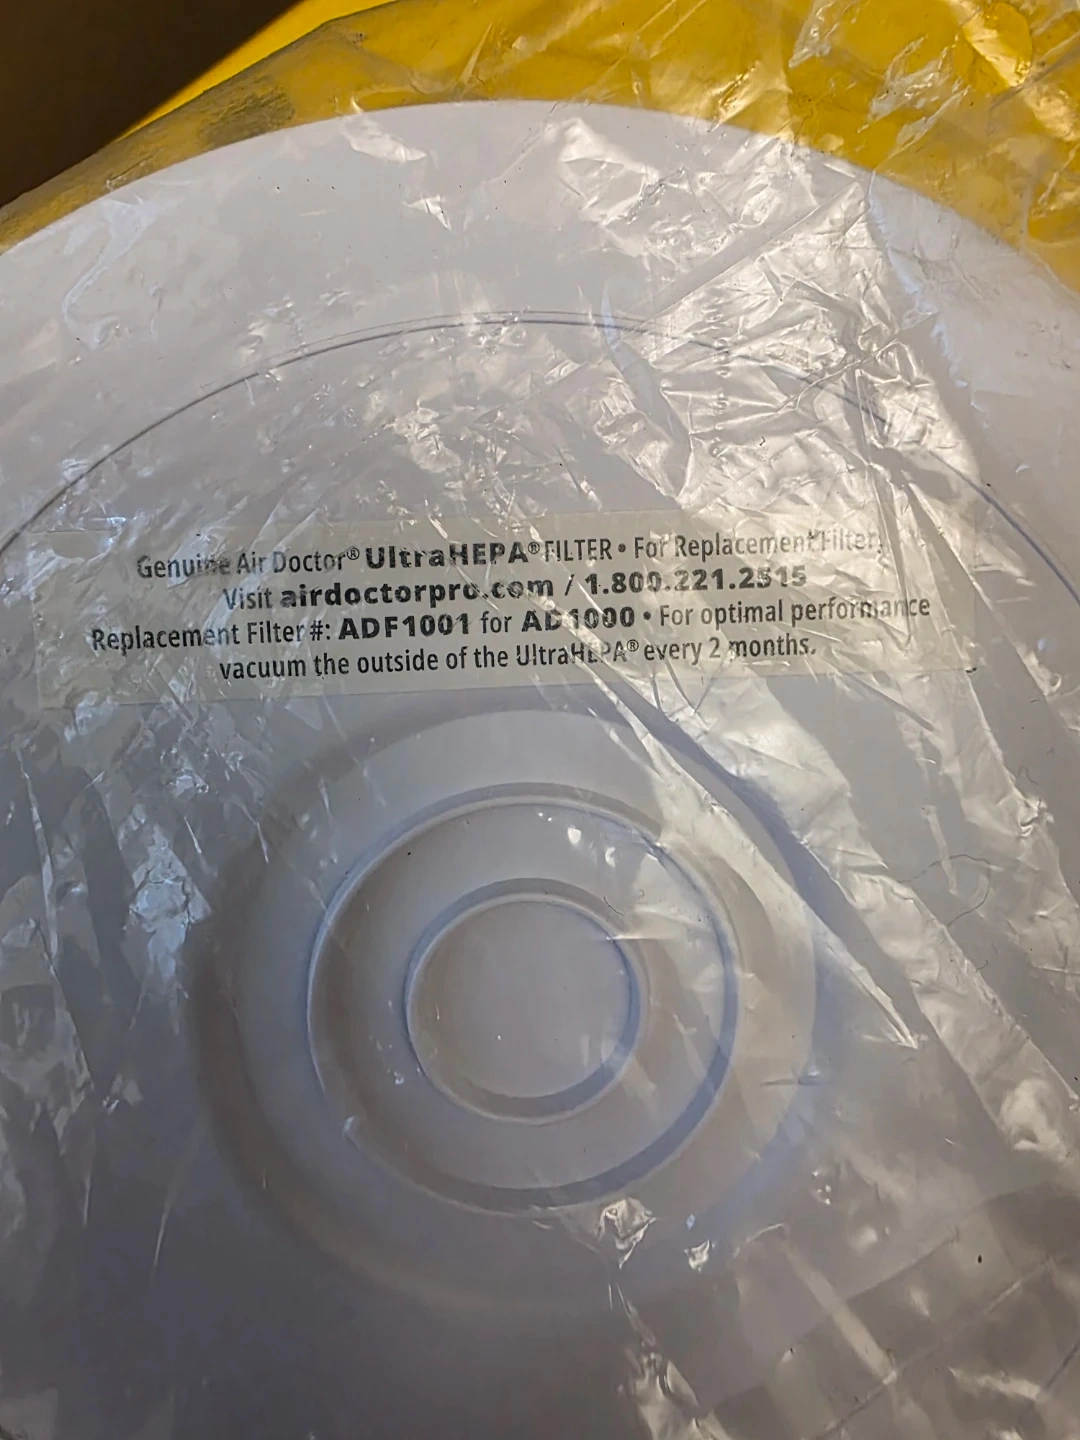 Genuine Air Doctor® UltraHEPA® FILTER • For Replacement Filter,
Visit airdoctorpro.com / 1.800.221.2515
Replacement Filter #: ADF1001 for AD1000 • For optimal performance
vacuum the outside of the UltraHEPA® every 2 months.